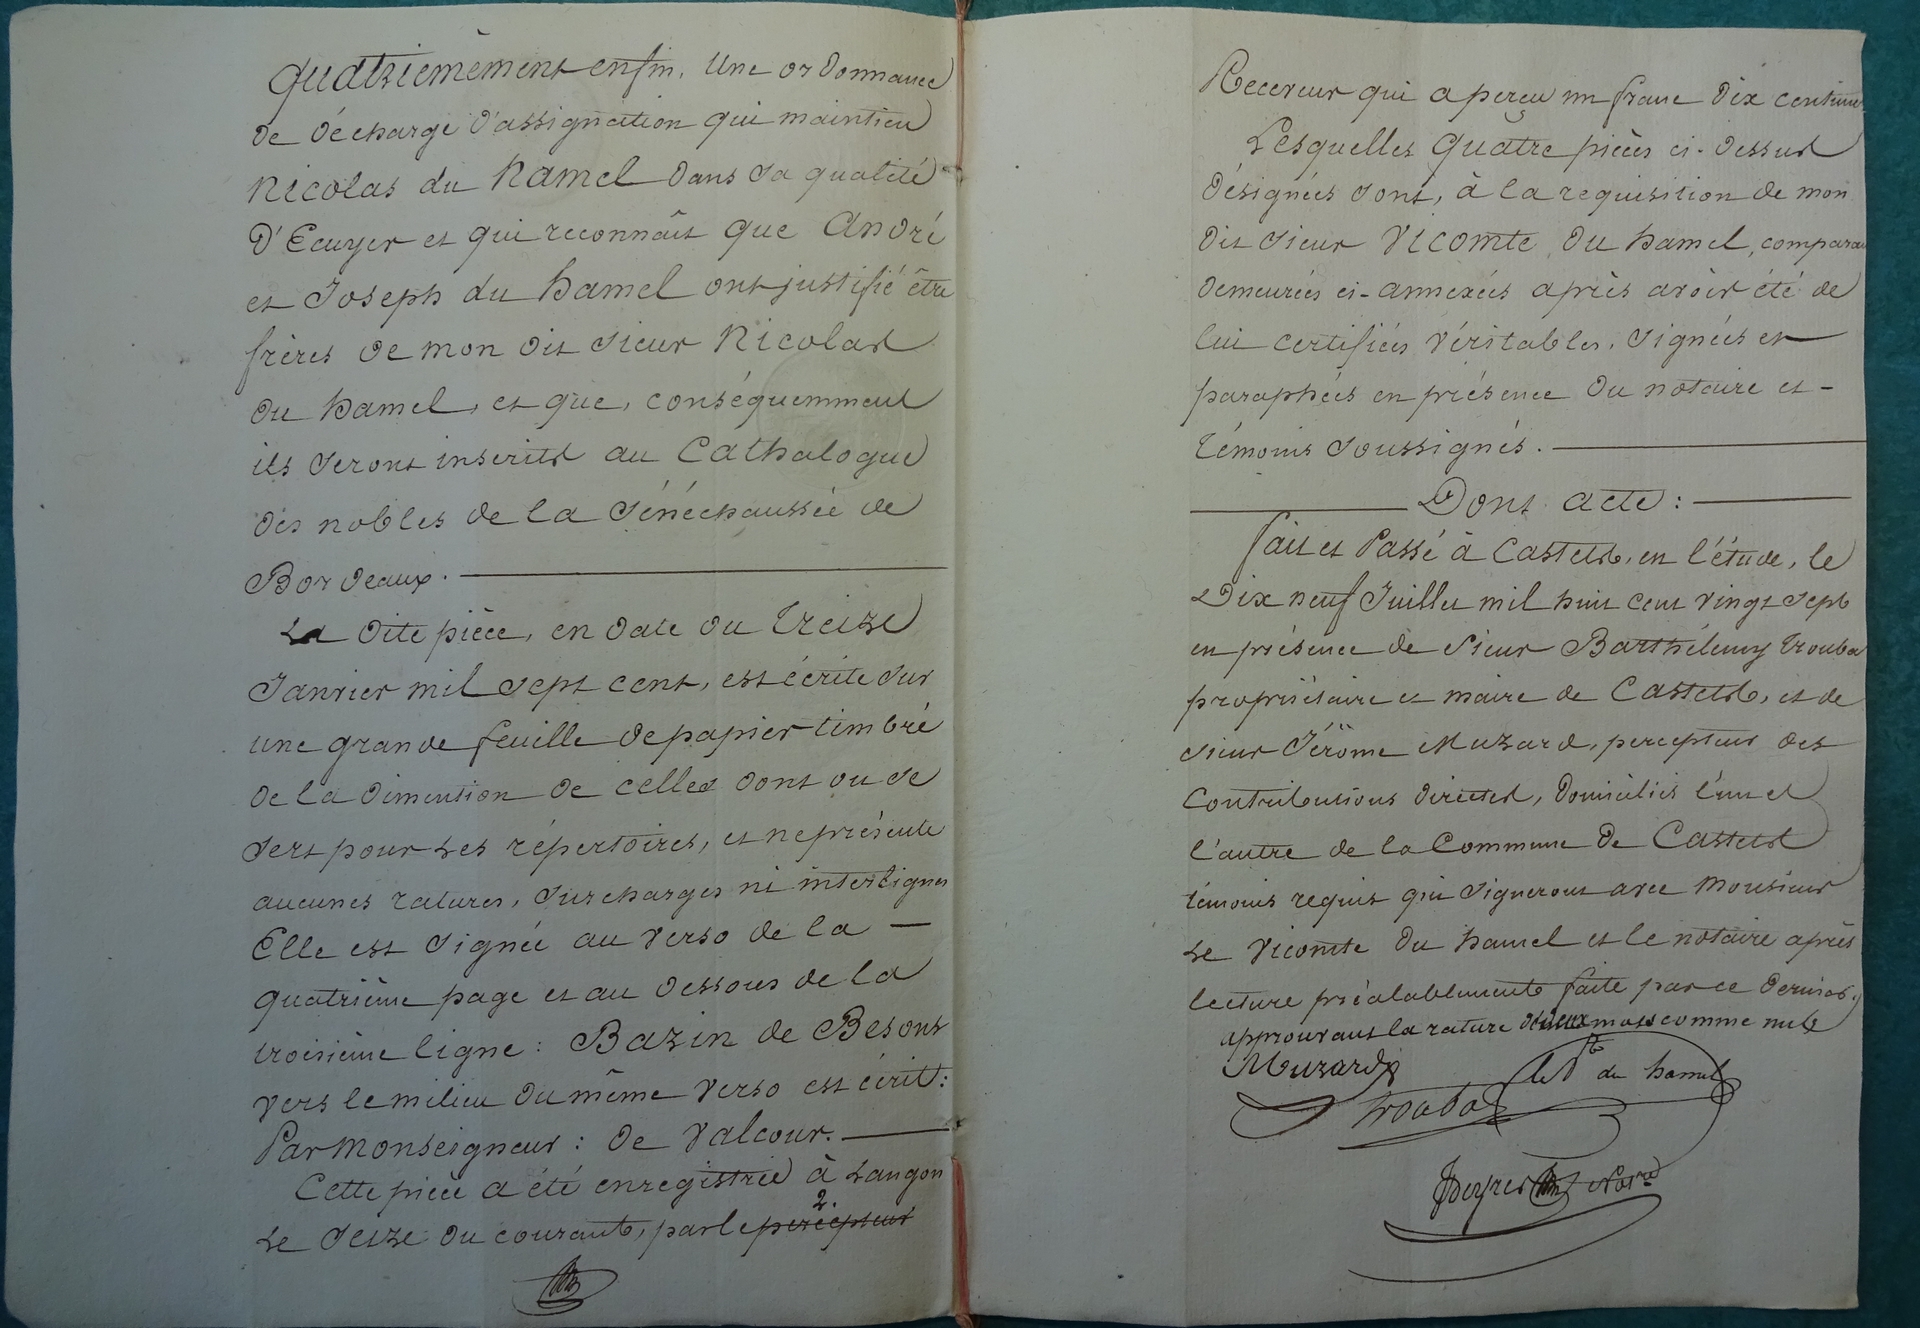 Quatrièmement enfin. Une ordonnance
de décharge d'assignation qui maintien
Nicolas du hamel dans sa qualité
D'Ecuyer et qui reconnâit que André
et Joseph du hamel ont justifié être
frères de mon dit sieur Nicolas
du hamel, et que, conséquemment
ils seront inscrits au Cathalogue
des nobles de la sénéchaussée de
Bordeaux.
La dite pièce, en date du Treize
Janvier mil sept cent, est écrite sur
une grande feuille de papier timbré
de la dimention de celles dont on se
sert pour les répertoires, et ne présente
aucunes ratures, surcharges ni interlignes
Elle est signée au verso de la
quatrième page et au dessous de la
troisième ligne : Bazin de Besons
vers le milieu du même verso est écrit :
Par monseigneur : de Valcour.
Cette pièce a été enregistrée à Langon
2.
Le seize du courant, par le percepteur
Receveur qui a perçu un franc dix centimes
Lesquelles quatre pièces ci-dessus
désignées sont, à la requisition de mon
dit sieur Vicomte du hamel, comparan
demeurées ci-annexées après avoir été de
lui certifiées véritables, signées et
paraphées en présence du notaire et -
témoins soussignés.
Dont acte :
fait et Passé à Castets, en l'étude, le
Dix neuf Juillet mil huit cent vingt sept
en présence de sieur Barthélemy Trouba
propriétaire et maire de Castets, et de
sieur Jérôme Muzard, percepteur des
Contributions directes, domiciliés l'un et
l'autre de la Commune de Castets
témoins requis qui signeront avec Monsieur
Le Vicomte du hamel et le notaire après
lecture préalablement faite par ce dernier,
approuvant la rature mots comme nuls
Muzard
du hamel
Trouba